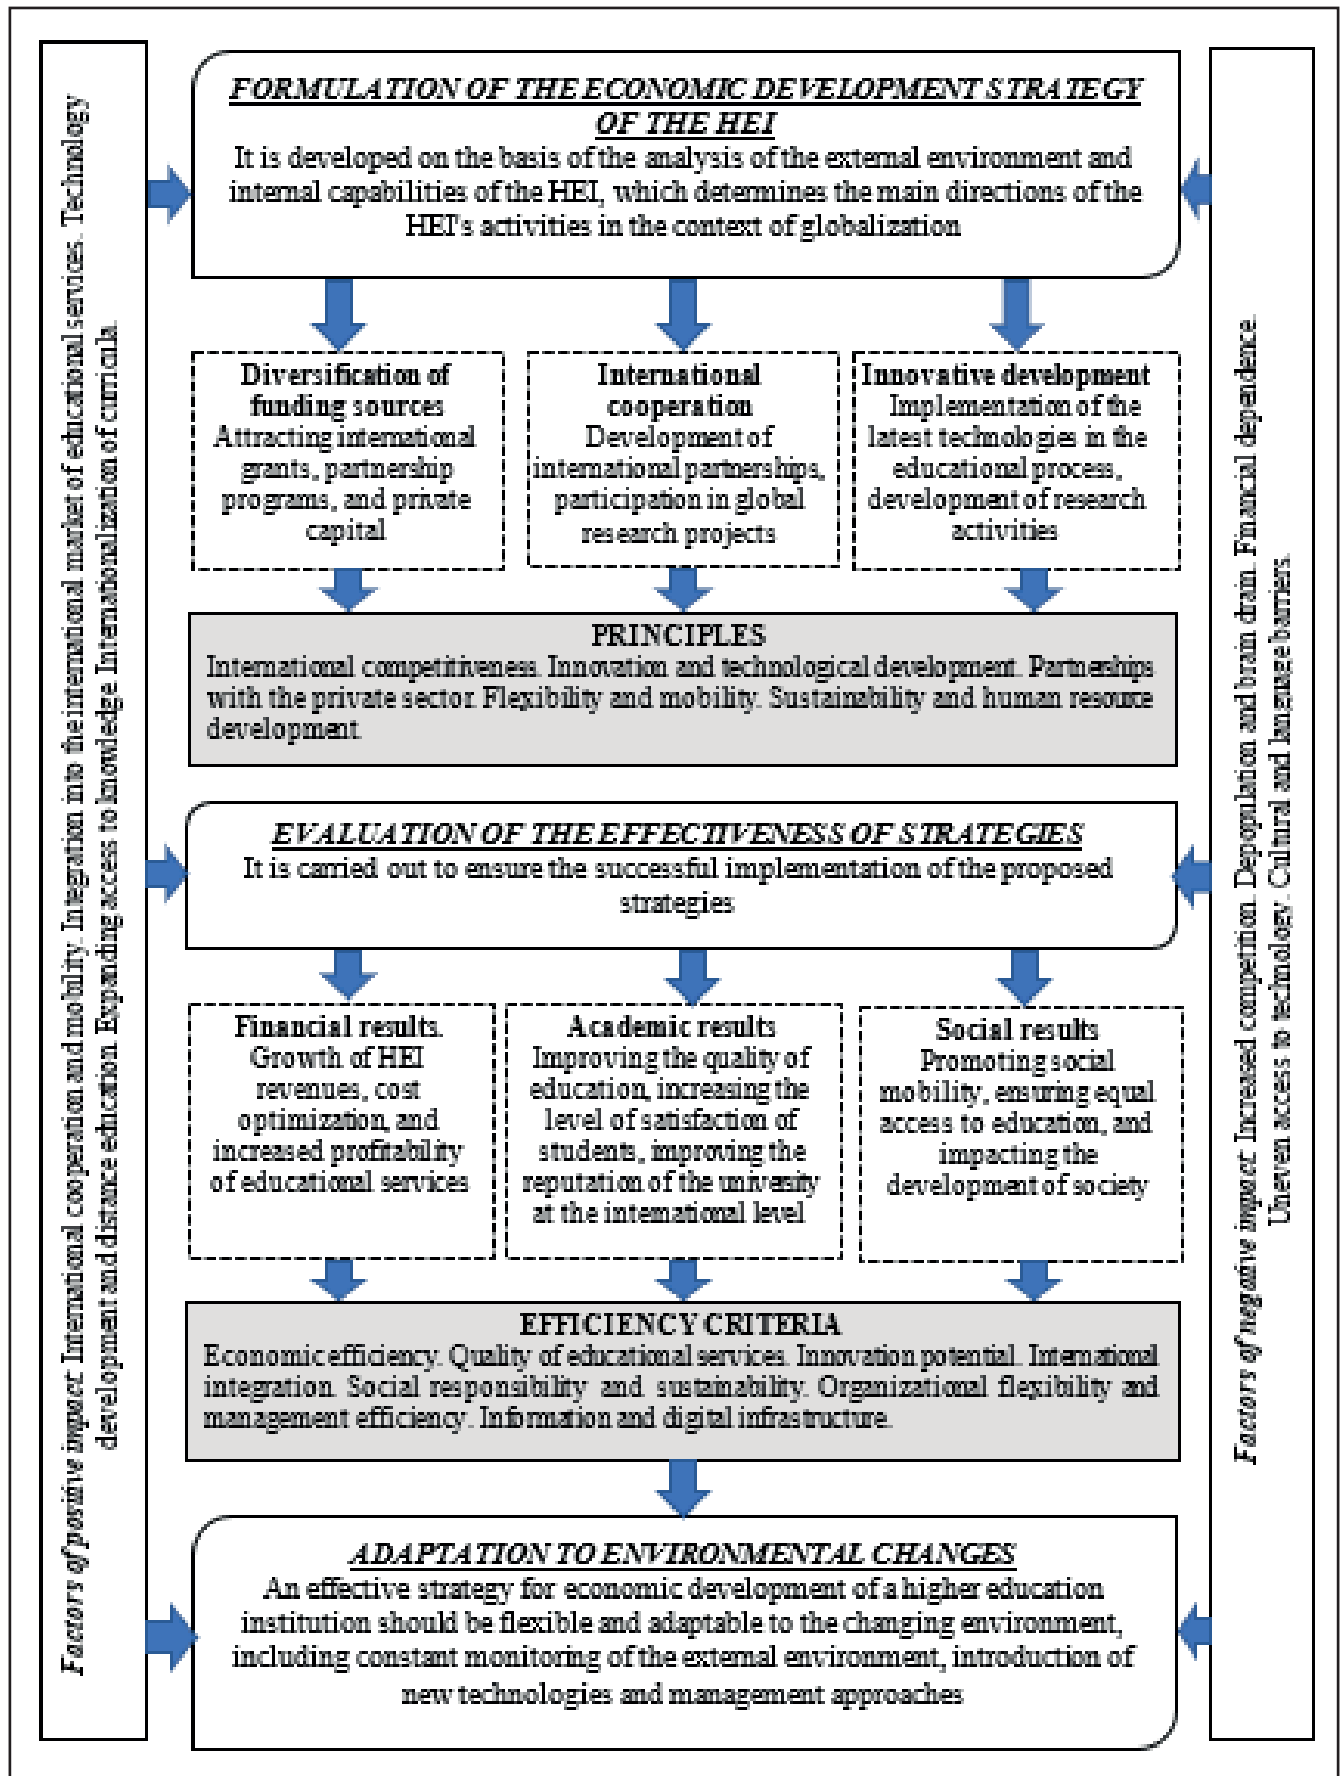 Factors of positive impact. International cooperation and mobility. Integration into the international market of educational services. Technology
development and distance education. Expanding access to knowledge. Internationalization of curricula.
FORMULATION OF THE ECONOMIC DEVELOPMENT STRATEGY
OF THE HEI
It is developed on the basis of the analysis of the external environment and
internal capabilities of the HEI, which determines the main directions of the
HEI's activities in the context of globalization
Diversification of
funding sources
Attracting international
grants, partnership
programs, and private
capital
International
cooperation
Development of
international partnerships,
participation in global
research projects
Innovative development
Implementation of the
latest technologies in the
educational process,
development of research
activities
PRINCIPLES
International competitiveness. Innovation and technological development. Partnerships
with the private sector. Flexibility and mobility. Sustainability and human resource
development.
EVALUATION OF THE EFFECTIVENESS OF STRATEGIES
It is carried out to ensure the successful implementation of the proposed
strategies
Financial results.
Growth of HEI
revenues, cost
optimization, and
increased profitability
of educational services
Academic results
Improving the quality of
education, increasing the
level of satisfaction of
students, improving the
reputation of the university
at the international level
Social results
Promoting social
mobility, ensuring equal
access to education, and
impacting the
development of society
EFFICIENCY CRITERIA
Economic efficiency. Quality of educational services. Innovation potential. International
integration. Social responsibility and sustainability. Organizational flexibility and
management efficiency. Information and digital infrastructure.
ADAPTATION TO ENVIRONMENTAL CHANGES
An effective strategy for economic development of a higher education
institution should be flexible and adaptable to the changing environment,
including constant monitoring of the external environment, introduction of
new technologies and management approaches
Factors of negative impact. Increased competition. Depopulation and brain drain. Financial dependence.
Uneven access to technology. Cultural and language barriers.